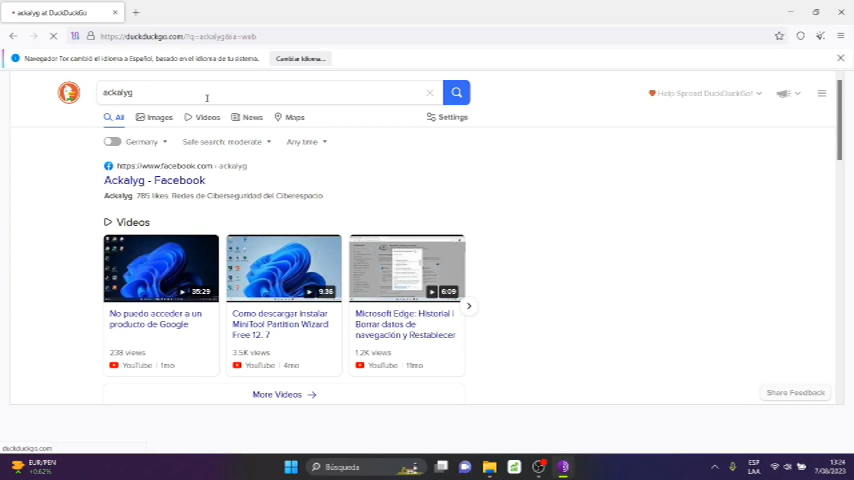 ackalyg at DuckDuckGo
https://duckduckgo.com/?q=ackalyg&ia=web
Navegador Tor cambió el idioma a Español, basado en el idioma de tu sistema.
Cambiar Idioma...
ackalyg
Help Spread DuckDuckGo!
All
Images
Videos
News
Maps
Settings
Germany
Safe search: moderate
Any time
https://www.facebook.com › ackalyg
Ackalyg - Facebook
Ackalyg. 785 likes. Redes de Ciberseguridad del Ciberespacio
Videos
35:29
9:36
6:09
No puedo acceder a un
producto de Google
238 views
YouTube | 1mo
Como descargar Instalar
MiniTool Partition Wizard
Free 12. 7
3.5K views
YouTube | 4mo
Microsoft Edge: Historial |
Borrar datos de
navegación y Restablecer
1.2K views
YouTube | 11mo
More Videos
Share Feedback
duckduckgo.com
EUR/PEN
+0.62%
Búsqueda
ESP
LAA
13:24
7/08/2023